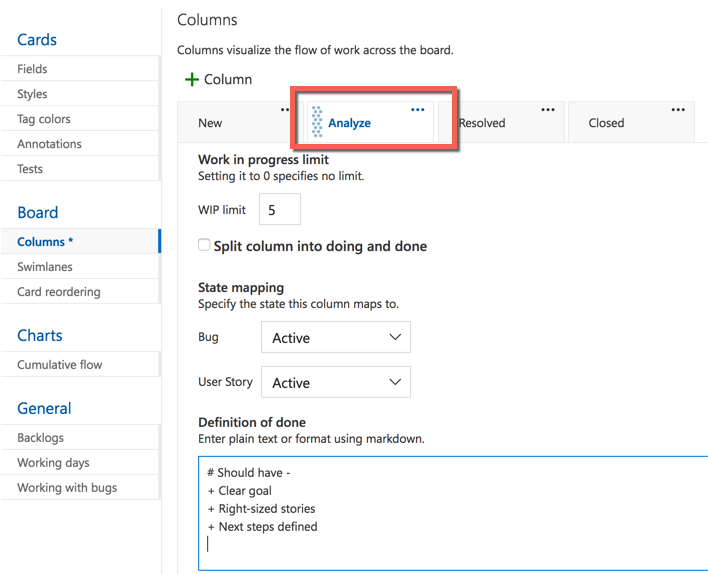 Cards
Fields
Styles
Tag colors
Annotations
Tests
Board
Columns *
Swimlanes
Card reordering
Charts
Cumulative flow
General
Backlogs
Working days
Working with bugs
Columns
Columns visualize the flow of work across the board.
+ Column
New ... Analyze ... Resolved ... Closed ...
Work in progress limit
Setting it to 0 specifies no limit.
WIP limit 5
Split column into doing and done
State mapping
Specify the state this column maps to.
Bug Active
User Story Active
Definition of done
Enter plain text or format using markdown.
# Should have -
+ Clear goal
+ Right-sized stories
+ Next steps defined